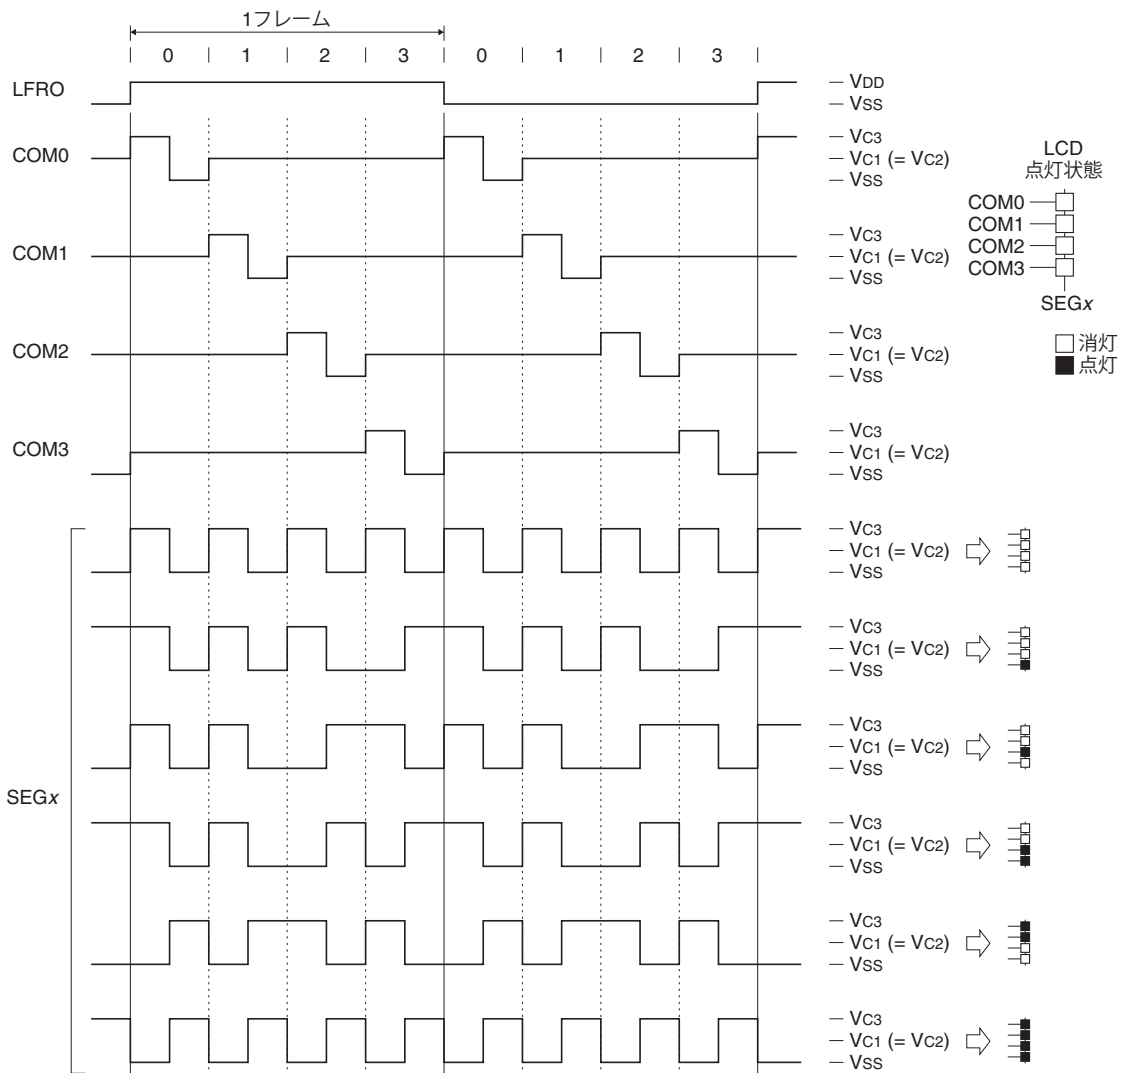 1フレーム
0 1 2 3 0 1 2 3
LFRO
VDD
VSS
COM0
VC3
VC1 (= VC2)
VSS
COM1
VC3
VC1 (= VC2)
VSS
COM2
VC3
VC1 (= VC2)
VSS
COM3
VC3
VC1 (= VC2)
VSS
LCD
点灯状態
COM0
COM1
COM2
COM3
SEGx
消灯
点灯
SEGx
VC3
VC1 (= VC2)
VSS
VC3
VC1 (= VC2)
VSS
VC3
VC1 (= VC2)
VSS
VC3
VC1 (= VC2)
VSS
VC3
VC1 (= VC2)
VSS
VC3
VC1 (= VC2)
VSS